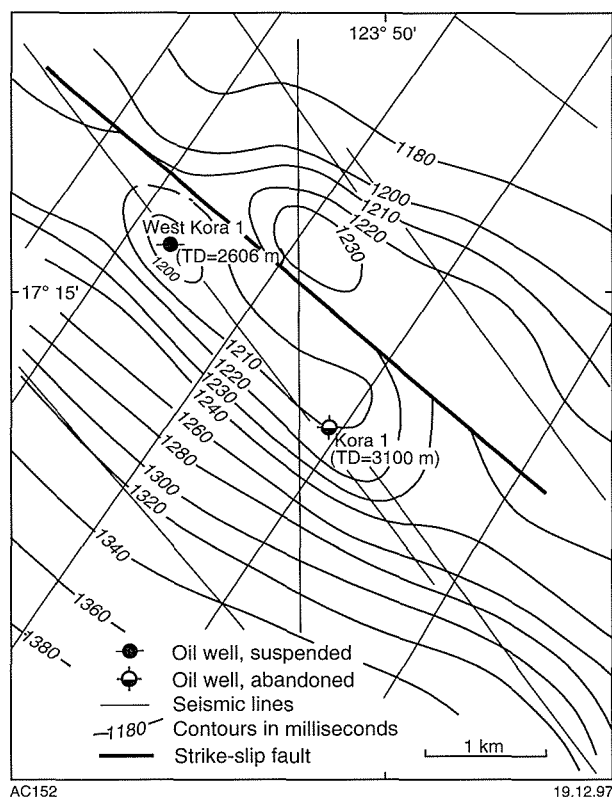 123° 50'
1180
1200
1210
1220
1230
West Kora 1
(TD=2606 m)
1200
17° 15'
1210
1220
1230
1240
1260
1280
1300
1320
Kora 1
(TD=3100 m)
1340
1360
1380
Oil well, suspended
Oil well, abandoned
Seismic lines
1180 Contours in milliseconds
Strike-slip fault
1 km
AC152
19.12.97